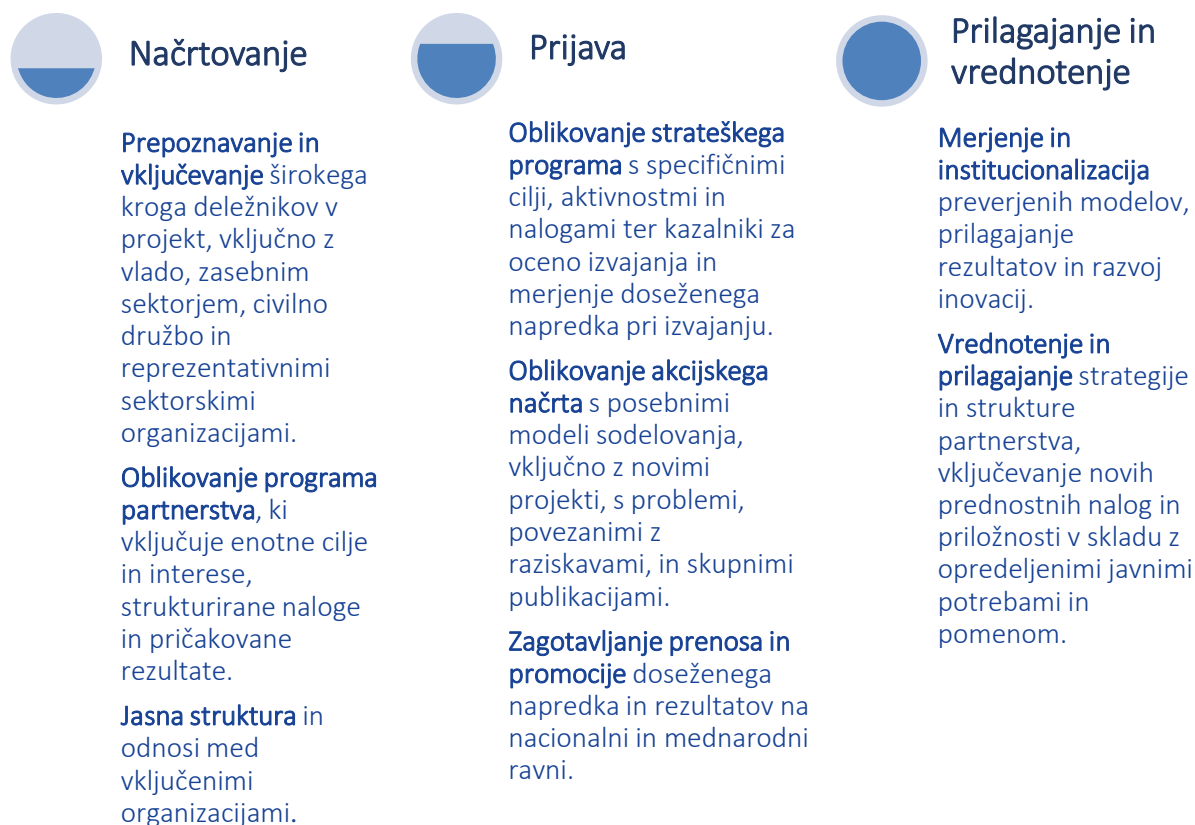 Načrtovanje
Prepoznavanje in
vključevanje širokega
kroga deležnikov v
projekt, vključno z
vlado, zasebnim
sektorjem, civilno
družbo in
reprezentativnimi
sektorskimi
organizacijami.
Oblikovanje programa
partnerstva, ki
vključuje enotne cilje
in interese,
strukturirane naloge
in pričakovane
rezultate.
Jasna struktura in
odnosi med
vključenimi
organizacijami.
Prijava
Oblikovanje strateškega
programa s specifičnimi
cilji, aktivnostmi in
nalogami ter kazalniki za
oceno izvajanja in
merjenje doseženega
napredka pri izvajanju.
Oblikovanje akcijskega
načrta s posebnimi
modeli sodelovanja,
vključno z novimi
projekti, s problemi,
povezanimi z
raziskavami, in skupnimi
publikacijami.
Zagotavljanje prenosa in
promocije doseženega
napredka in rezultatov na
nacionalni in mednarodni
ravni.
Prilagajanje in
vrednotenje
Merjenje in
institucionalizacija
preverjenih modelov,
prilagajanje
rezultatov in razvoj
inovacij.
Vrednotenje in
prilagajanje strategije
in strukture
partnerstva,
vključevanje novih
prednostnih nalog in
priložnosti v skladu z
opredeljenimi javnimi
potrebami in
pomenom.